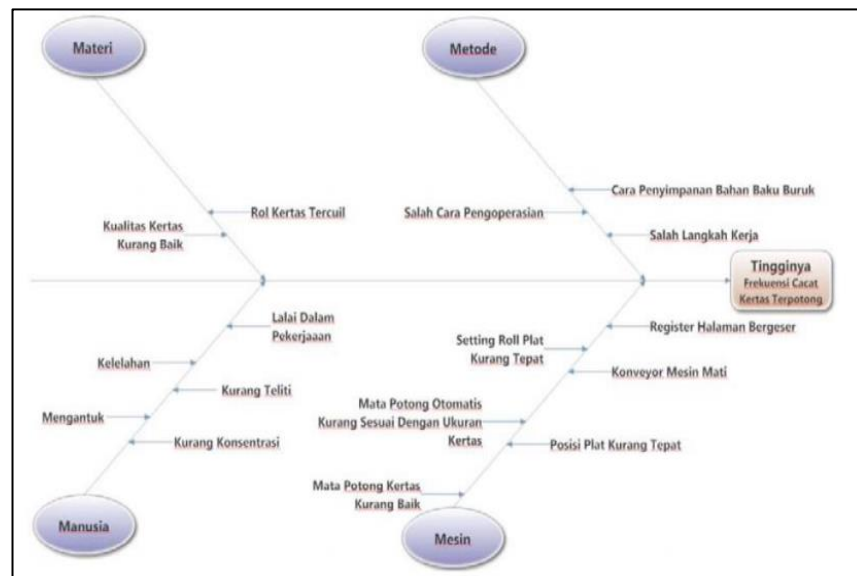 Materi
Metode
Rol Kertas Tercuil
Kualitas Kertas
Kurang Baik
Cara Penyimpanan Bahan Baku Buruk
Salah Cara Pengoperasian
Salah Langkah Kerja
Tingginya
Frekuensi Cacat
Kertas Terpotong
Lalai Dalam
Pekerjaaan
Kelelahan
Kurang Teliti
Mengantuk
Kurang Konsentrasi
Manusia
Register Halaman Bergeser
Setting Roll Plat
Kurang Tepat
Konveyor Mesin Mati
Mata Potong Otomatis
Kurang Sesuai Dengan Ukuran
Kertas
Posisi Plat Kurang Tepat
Mata Potong Kertas
Kurang Baik
Mesin